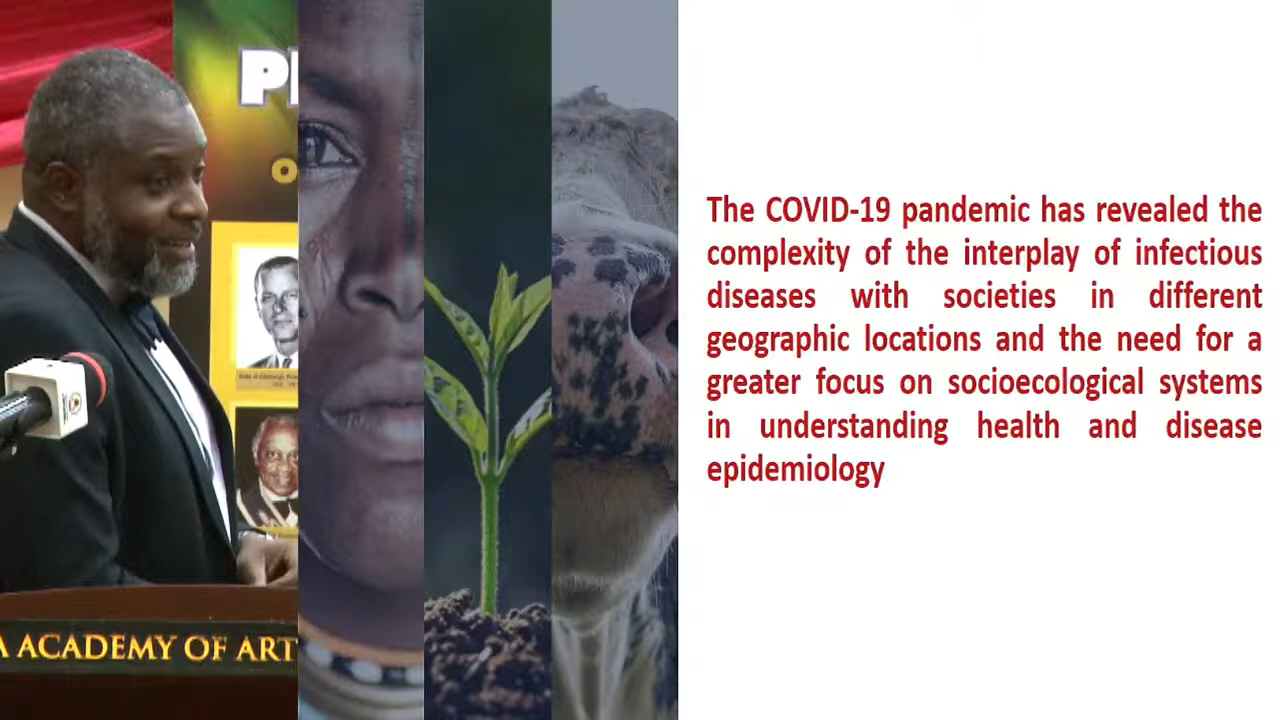 PI
O
A ACADEMY OF ART
The COVID-19 pandemic has revealed the
complexity of the interplay of infectious
diseases with societies in different
geographic locations and the need for a
greater focus on socioecological systems
in understanding health and disease
epidemiology